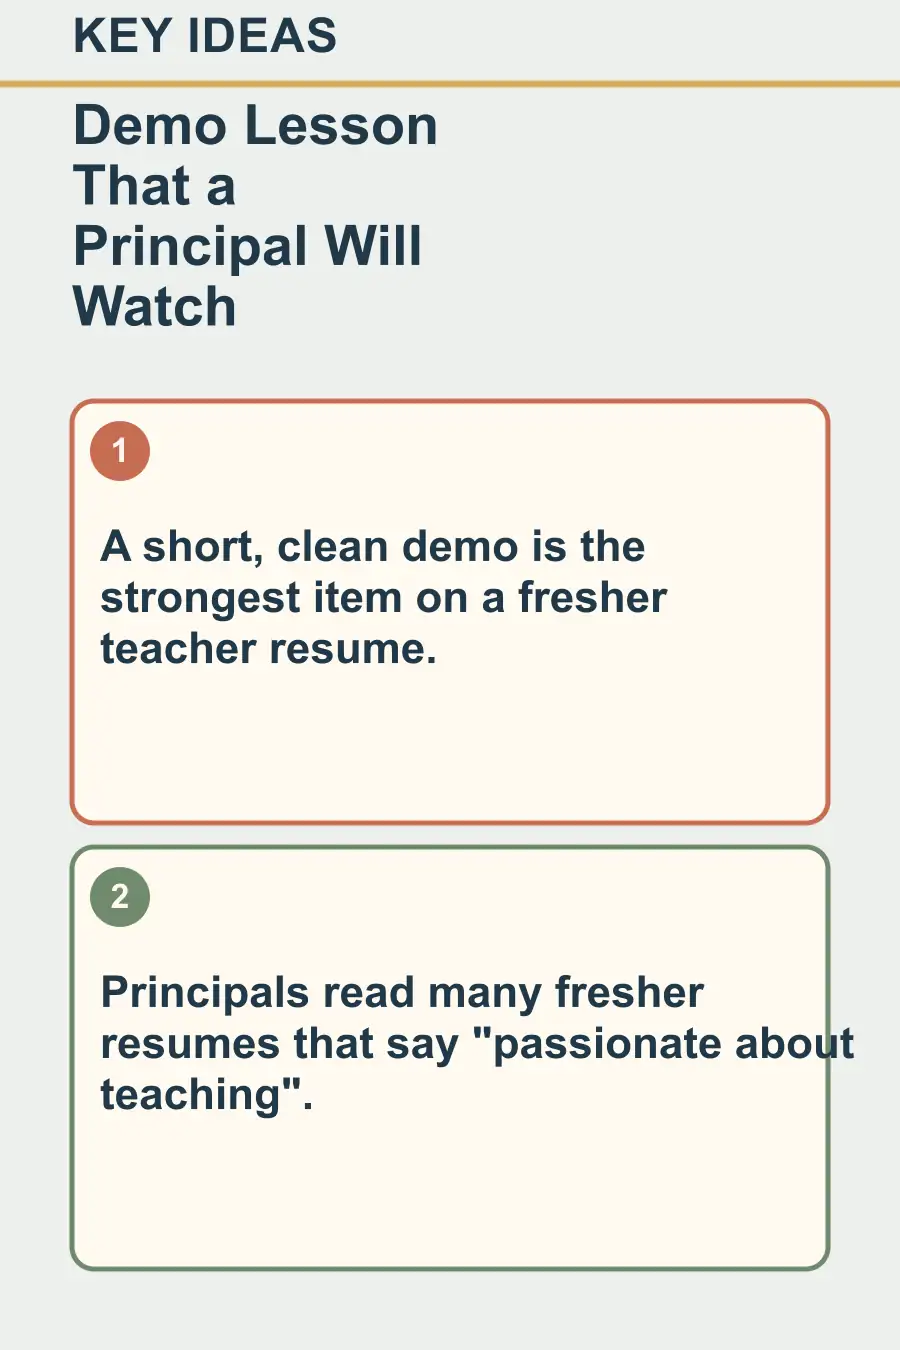 KEY IDEAS
Demo Lesson
That a
Principal Will
Watch
1
A short, clean demo is the
strongest item on a fresher
teacher resume.
2
Principals read many fresher
resumes that say "passionate about
teaching".